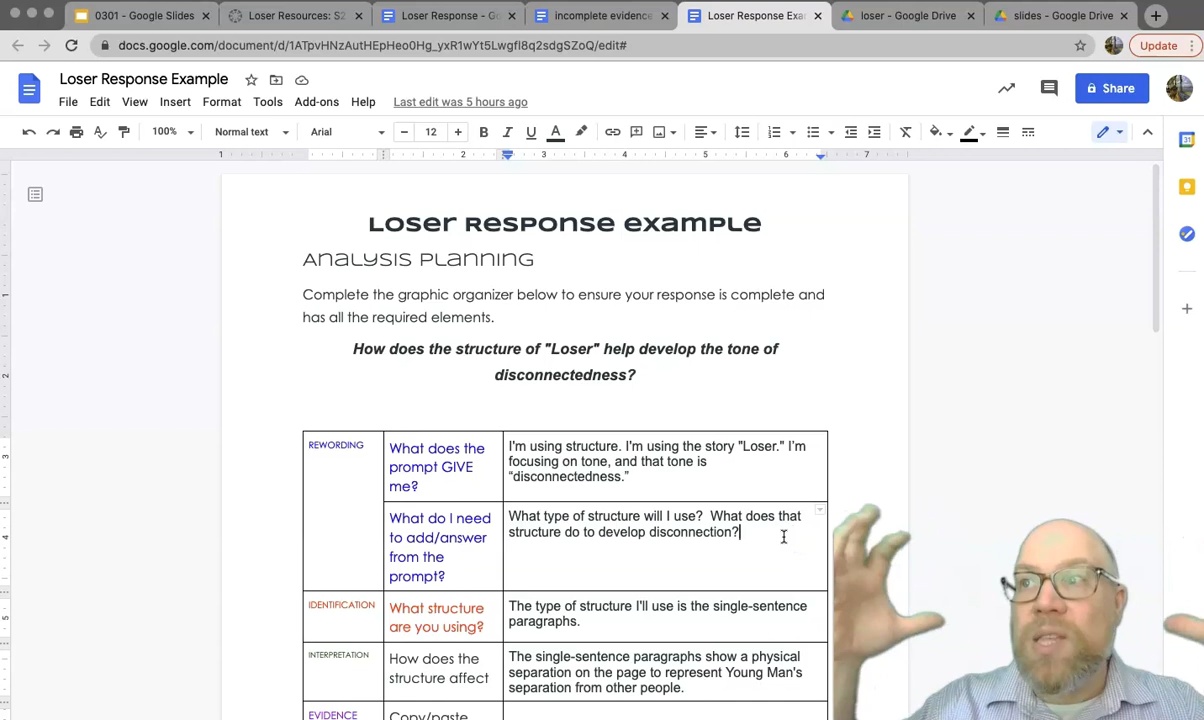 0301 - Google Slides
Loser Resources: S2
Loser Response - Go
incomplete evidence
Loser Response Exa
loser - Google Drive
slides - Google Drive
docs.google.com/document/d/1ATpvHNzAutHEpHeo0Hg_yxR1wYt5Lwgfl8q2sdgSZoQ/edit#
Update
Loser Response Example
File Edit View Insert Format Tools Add-ons Help Last edit was 5 hours ago
Share
100% Normal text Arial 12
1 1 2 3 4 5 6 7
Loser Response example
Analysis Planning
Complete the graphic organizer below to ensure your response is complete and
has all the required elements.
How does the structure of "Loser" help develop the tone of
disconnectedness?
REWORDING
What does the
prompt GIVE
me?
I'm using structure. I'm using the story "Loser." I'm
focusing on tone, and that tone is
“disconnectedness.”
What do I need
to add/answer
from the
prompt?
What type of structure will I use?  What does that
structure do to develop disconnection?
IDENTIFICATION
What structure
are you using?
The type of structure I'll use is the single-sentence
paragraphs.
INTERPRETATION
How does the
structure affect
The single-sentence paragraphs show a physical
separation on the page to represent Young Man's
separation from other people.
EVIDENCE
Copy/paste